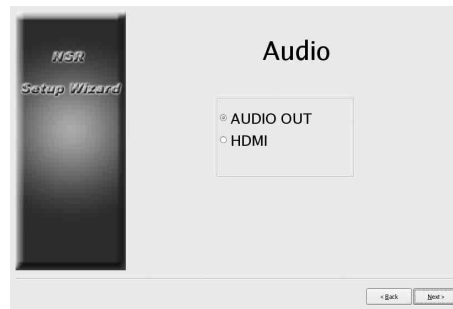 NSR
Setup Wizard
Audio
AUDIO OUT
HDMI
< Back
Next >